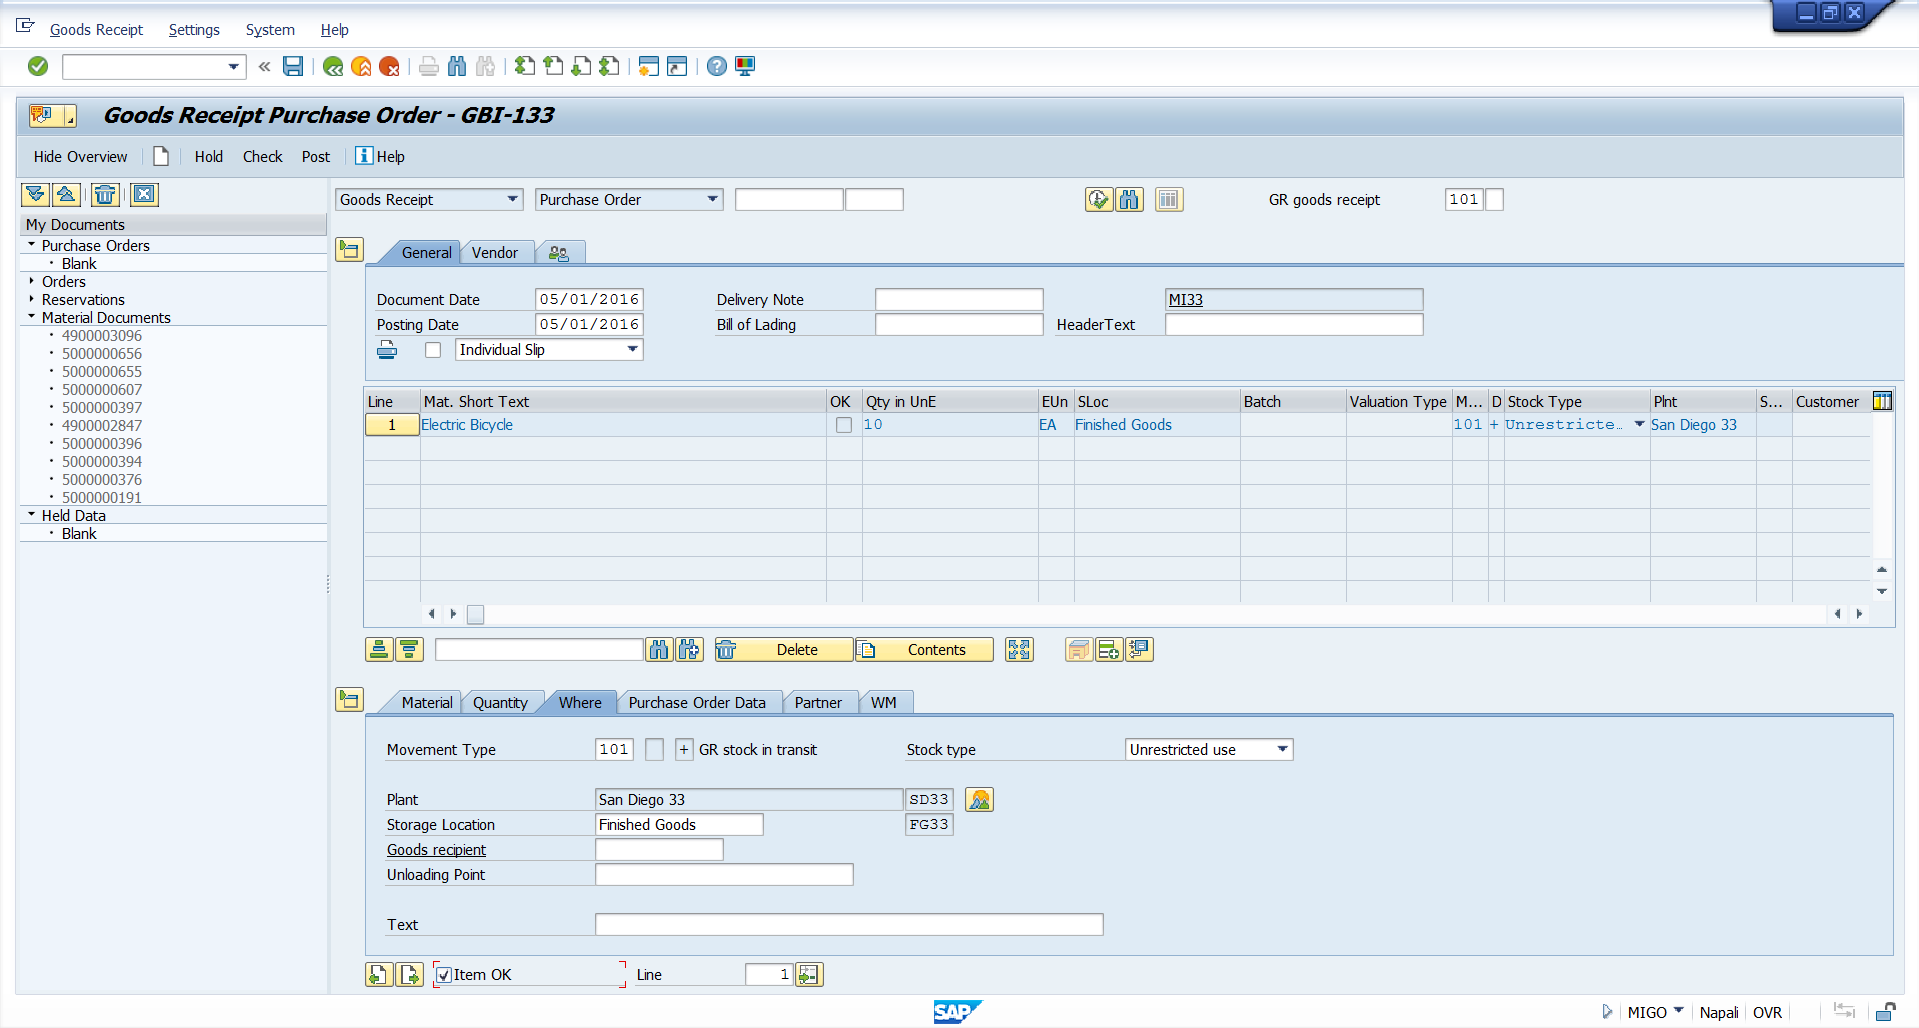 Goods Receipt Settings System Help
Goods Receipt Purchase Order - GBI-133
Hide Overview Hold Check Post Help
Goods Receipt Purchase Order GR goods receipt 101
My Documents
Purchase Orders
Blank
Orders
Reservations
Material Documents
4900003096
5000000656
5000000655
5000000607
5000000397
4900002847
5000000396
5000000394
5000000376
5000000191
Held Data
Blank
General Vendor
Document Date 05/01/2016 Delivery Note MI33
Posting Date 05/01/2016 Bill of Lading HeaderText
Individual Slip
Line Mat. Short Text OK Qty in UnE EUn SLoc Batch Valuation Type M... D Stock Type Plnt S... Customer
1 Electric Bicycle 10 EA Finished Goods 101 + Unrestricte… San Diego 33
Delete Contents
Material Quantity Where Purchase Order Data Partner WM
Movement Type 101 + GR stock in transit Stock type Unrestricted use
Plant San Diego 33 SD33
Storage Location Finished Goods FG33
Goods recipient
Unloading Point
Text
Item OK Line 1
SAP MIGO Napali OVR